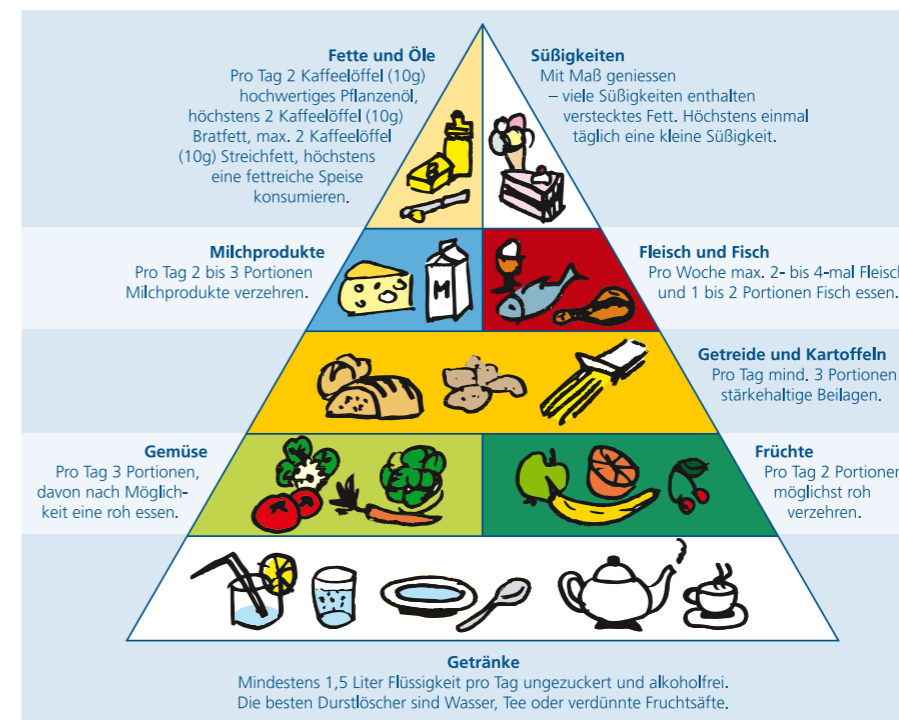 Fette und Öle
Pro Tag 2 Kaffeelöffel (10g)
hochwertiges Pflanzenöl,
höchstens 2 Kaffeelöffel (10g)
Bratfett, max. 2 Kaffeelöffel
(10g) Streichfett, höchstens
eine fettreiche Speise
konsumieren.
Süßigkeiten
Mit Maß geniessen
– viele Süßigkeiten enthalten
verstecktes Fett. Höchstens einmal
täglich eine kleine Süßigkeit.
Milchprodukte
Pro Tag 2 bis 3 Portionen
Milchprodukte verzehren.
M
Fleisch und Fisch
Pro Woche max. 2- bis 4-mal Fleisch
und 1 bis 2 Portionen Fisch essen.
Getreide und Kartoffeln
Pro Tag mind. 3 Portionen
stärkehaltige Beilagen.
Gemüse
Pro Tag 3 Portionen,
davon nach Möglich-
keit eine roh essen.
Früchte
Pro Tag 2 Portionen
möglichst roh
verzehren.
Getränke
Mindestens 1,5 Liter Flüssigkeit pro Tag ungezuckert und alkoholfrei.
Die besten Durstlöscher sind Wasser, Tee oder verdünnte Fruchtsäfte.